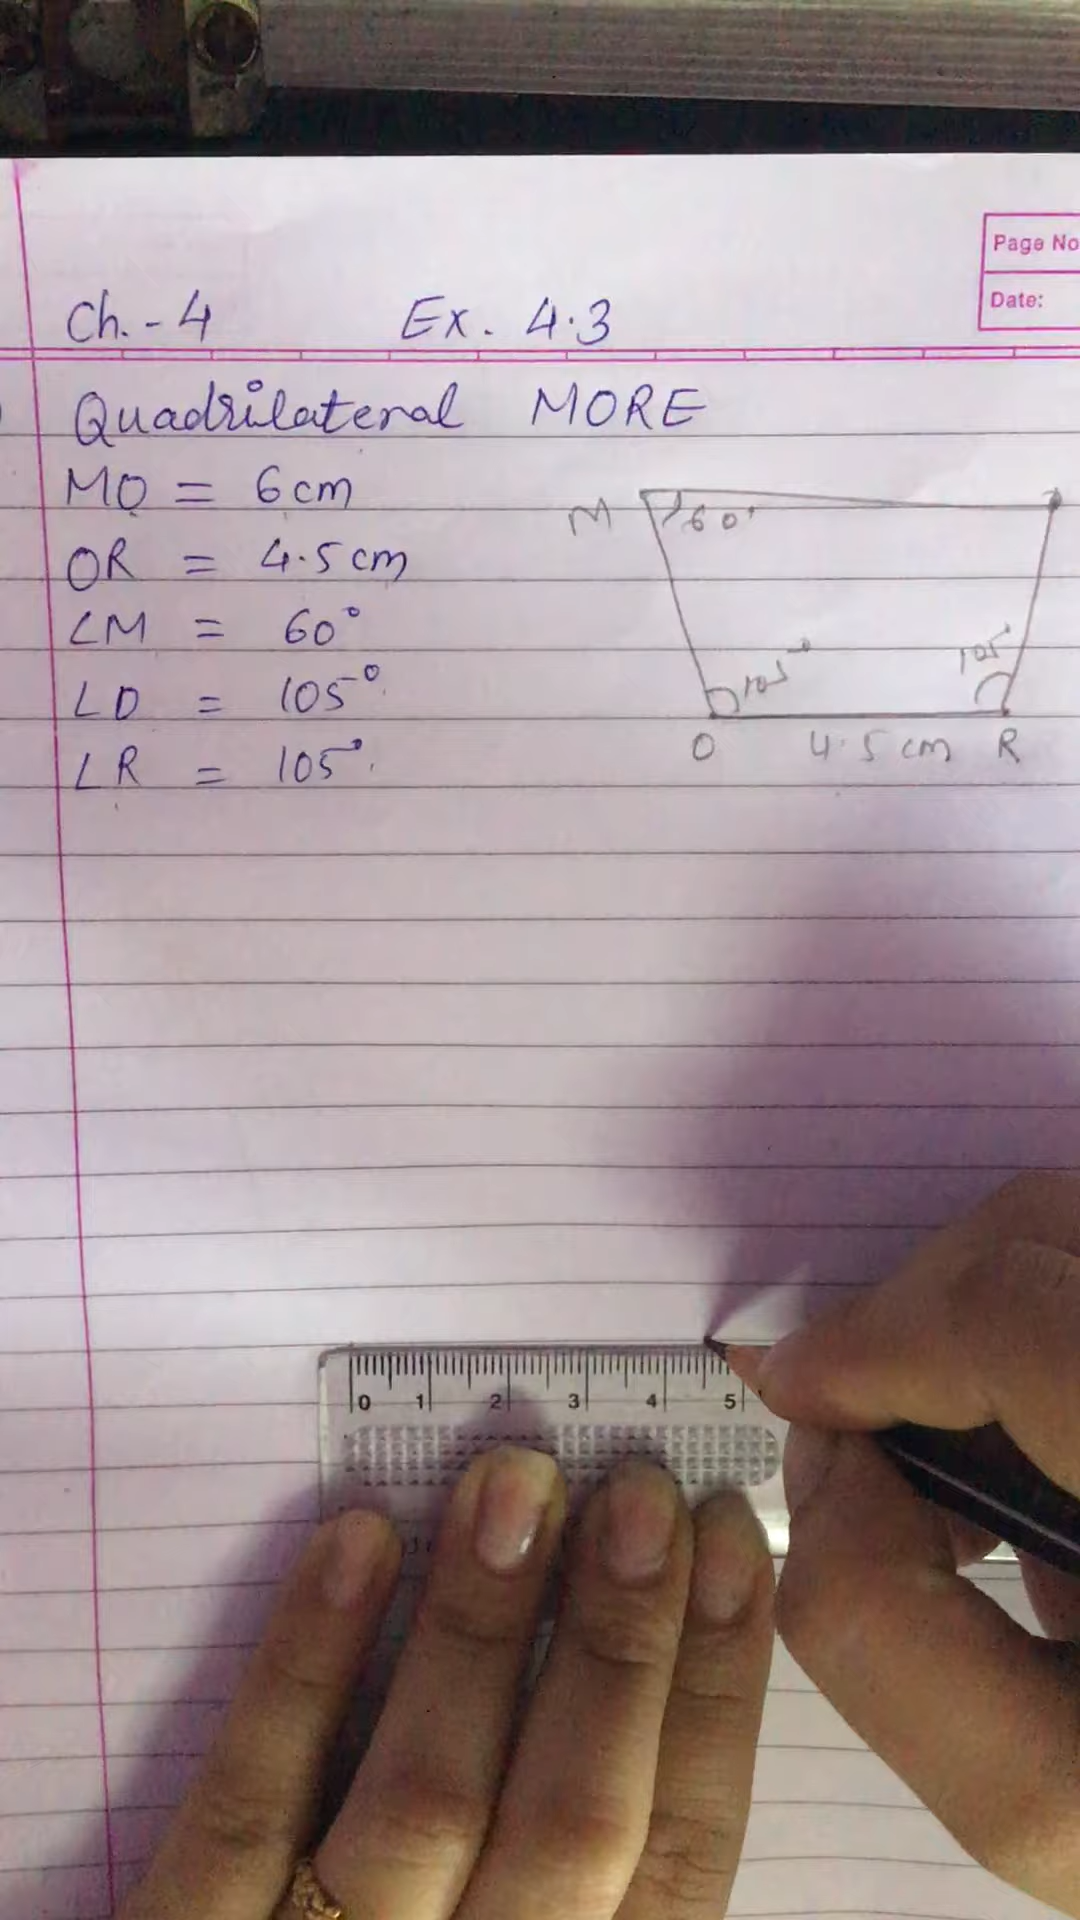 Page No
Date:
Ch.-4 Ex. 4.3
Quadrilateral MORE
MO = 6 cm
OR = 4.5 cm
∠M = 60°
∠O = 105°
∠R = 105°
M 60°
105° 105°
O 4.5 cm R
0 1 2 3 4 5